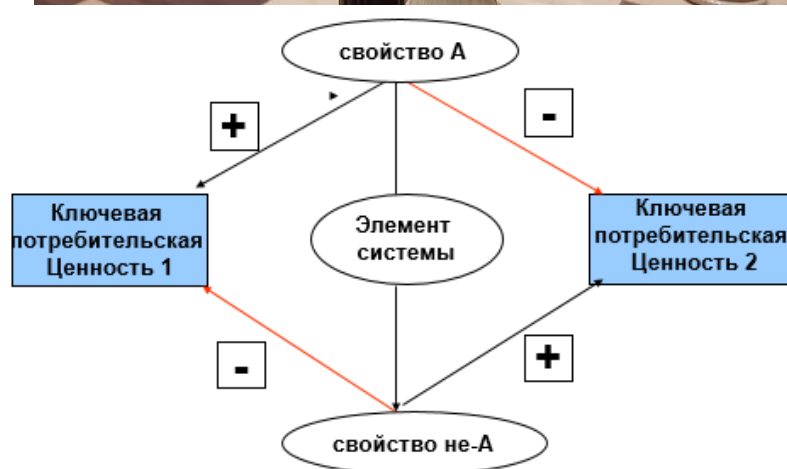 свойство А
+
-
Ключевая
потребительская
Ценность 1
Элемент
системы
Ключевая
потребительская
Ценность 2
-
+
свойство не-А